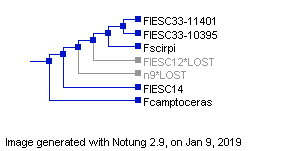 FIESC33-11401
FIESC33-10395
Fscirpi
FIESC12*LOST
n9*LOST
FIESC14
Fcamptoceras
Image generated with Notung 2.9, on Jan 9, 2019